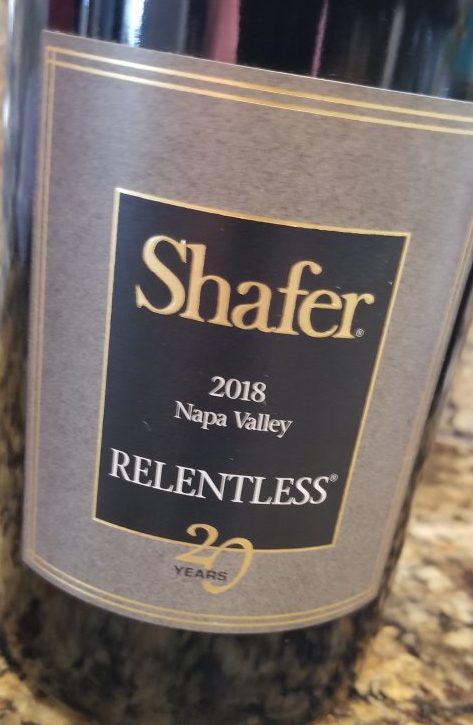 Shafer®
2018
Napa Valley
RELENTLESS®
20
YEARS